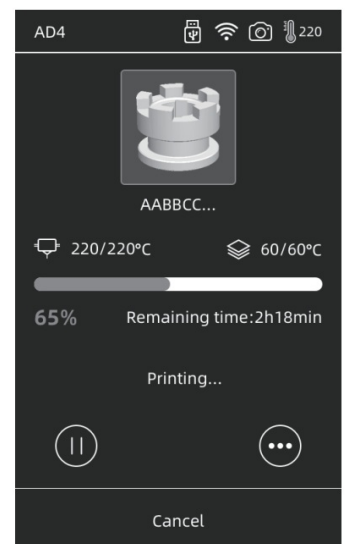 AD4 220
AABBCC...
220/220°C 60/60°C
65% Remaining time:2h18min
Printing...
Cancel